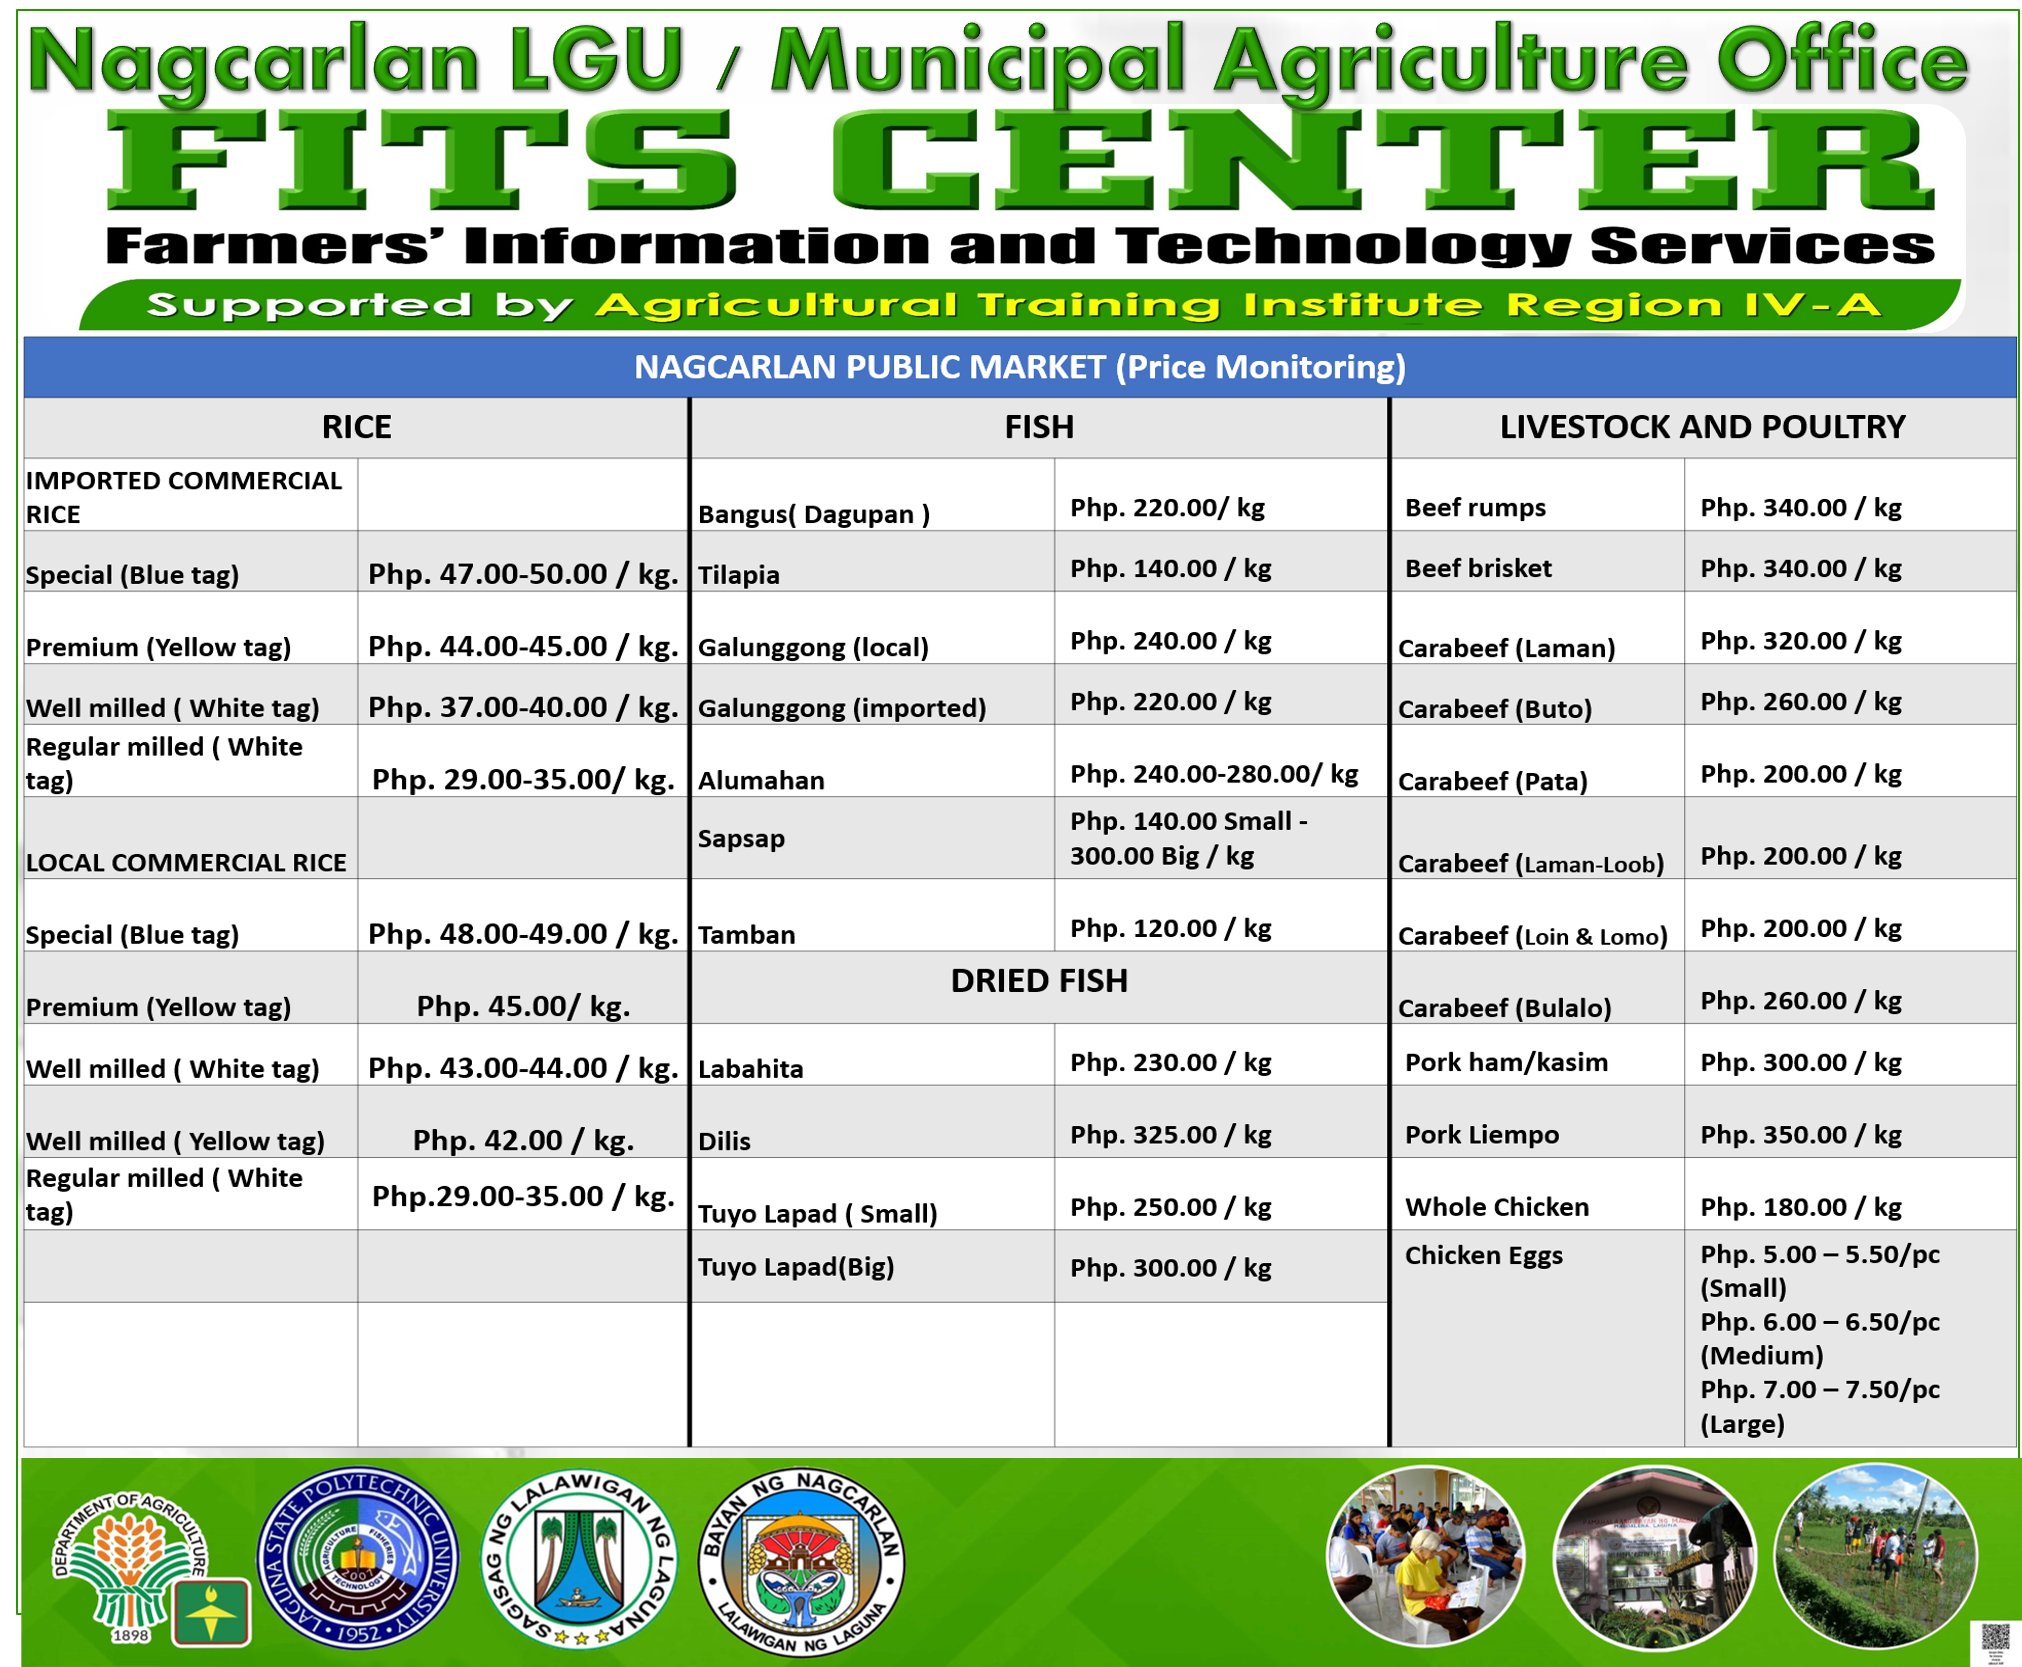 Nagcarlan LGU / Municipal Agriculture Office
FITS CENTER
Farmers' Information and Technology Services
Supported by Agricultural Training Institute Region IV-A
NAGCARLAN PUBLIC MARKET (Price Monitoring)
RICE
IMPORTED COMMERCIAL
RICE
Special (Blue tag) Php. 47.00-50.00 / kg.
Premium (Yellow tag) Php. 44.00-45.00 / kg.
Well milled ( White tag) Php. 37.00-40.00 / kg.
Regular milled ( White
tag) Php. 29.00-35.00/ kg.
LOCAL COMMERCIAL RICE
Special (Blue tag) Php. 48.00-49.00 / kg.
Premium (Yellow tag) Php. 45.00/ kg.
Well milled ( White tag) Php. 43.00-44.00 / kg.
Well milled ( Yellow tag) Php. 42.00 / kg.
Regular milled ( White
tag) Php.29.00-35.00 / kg.
FISH
Bangus( Dagupan ) Php. 220.00/ kg
Tilapia Php. 140.00 / kg
Galunggong (local) Php. 240.00 / kg
Galunggong (imported) Php. 220.00 / kg
Alumahan Php. 240.00-280.00/ kg
Sapsap Php. 140.00 Small -
300.00 Big / kg
Tamban Php. 120.00 / kg
DRIED FISH
Labahita Php. 230.00 / kg
Dilis Php. 325.00 / kg
Tuyo Lapad ( Small) Php. 250.00 / kg
Tuyo Lapad(Big) Php. 300.00 / kg
LIVESTOCK AND POULTRY
Beef rumps Php. 340.00 / kg
Beef brisket Php. 340.00 / kg
Carabeef (Laman) Php. 320.00 / kg
Carabeef (Buto) Php. 260.00 / kg
Carabeef (Pata) Php. 200.00 / kg
Carabeef (Laman-Loob) Php. 200.00 / kg
Carabeef (Loin & Lomo) Php. 200.00 / kg
Carabeef (Bulalo) Php. 260.00 / kg
Pork ham/kasim Php. 300.00 / kg
Pork Liempo Php. 350.00 / kg
Whole Chicken Php. 180.00 / kg
Chicken Eggs Php. 5.00 – 5.50/pc
(Small)
Php. 6.00 – 6.50/pc
(Medium)
Php. 7.00 – 7.50/pc
(Large)
DEPARTMENT OF AGRICULTURE
1898
LAGUNA STATE POLYTECHNIC UNIVERSITY
AGRICULTURE
FISHERIES
TECHNOLOGY
2007
1952
SAGISAG NG LALAWIGAN NG LAGUNA
BAYAN NG NAGCARLAN
LALAWIGAN NG LAGUNA